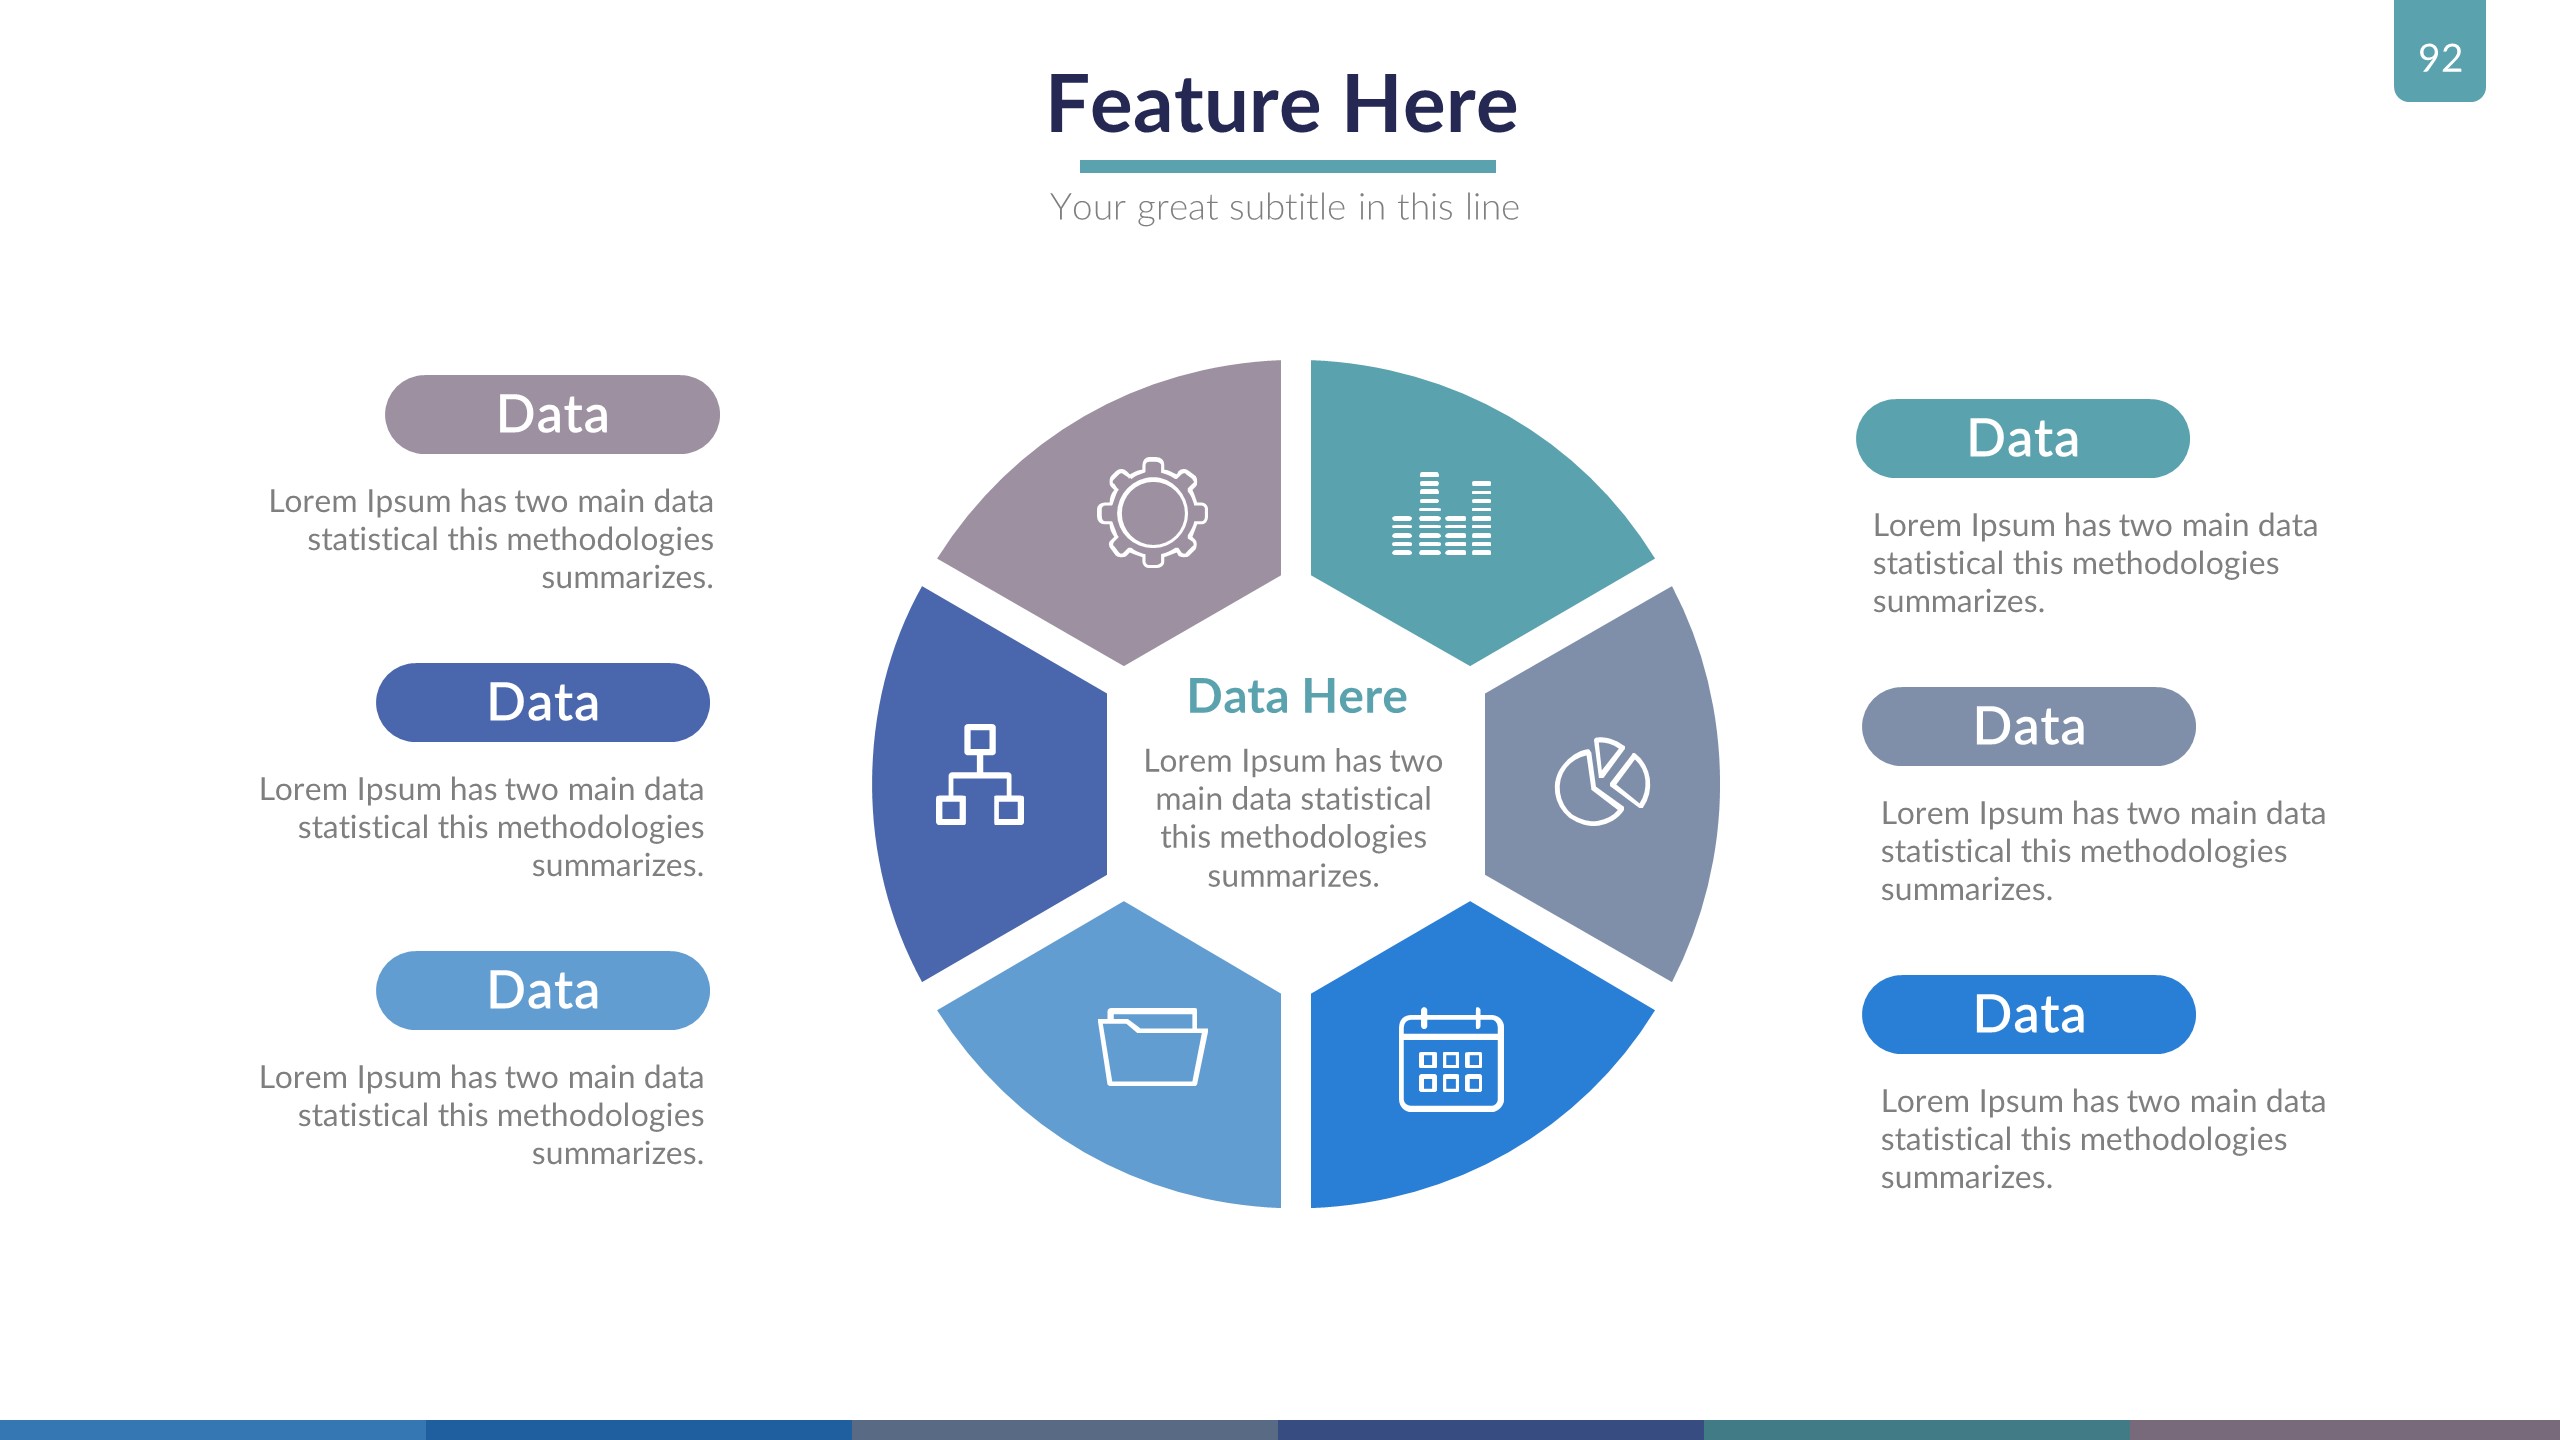 92
Feature Here
Your great subtitle in this line
Data
Lorem Ipsum has two main data
statistical this methodologies
summarizes.
Data
Lorem Ipsum has two main data
statistical this methodologies
summarizes.
Data
Lorem Ipsum has two main data
statistical this methodologies
summarizes.
Data Here
Lorem Ipsum has two
main data statistical
this methodologies
summarizes.
Data
Lorem Ipsum has two main data
statistical this methodologies
summarizes.
Data
Lorem Ipsum has two main data
statistical this methodologies
summarizes.
Data
Lorem Ipsum has two main data
statistical this methodologies
summarizes.